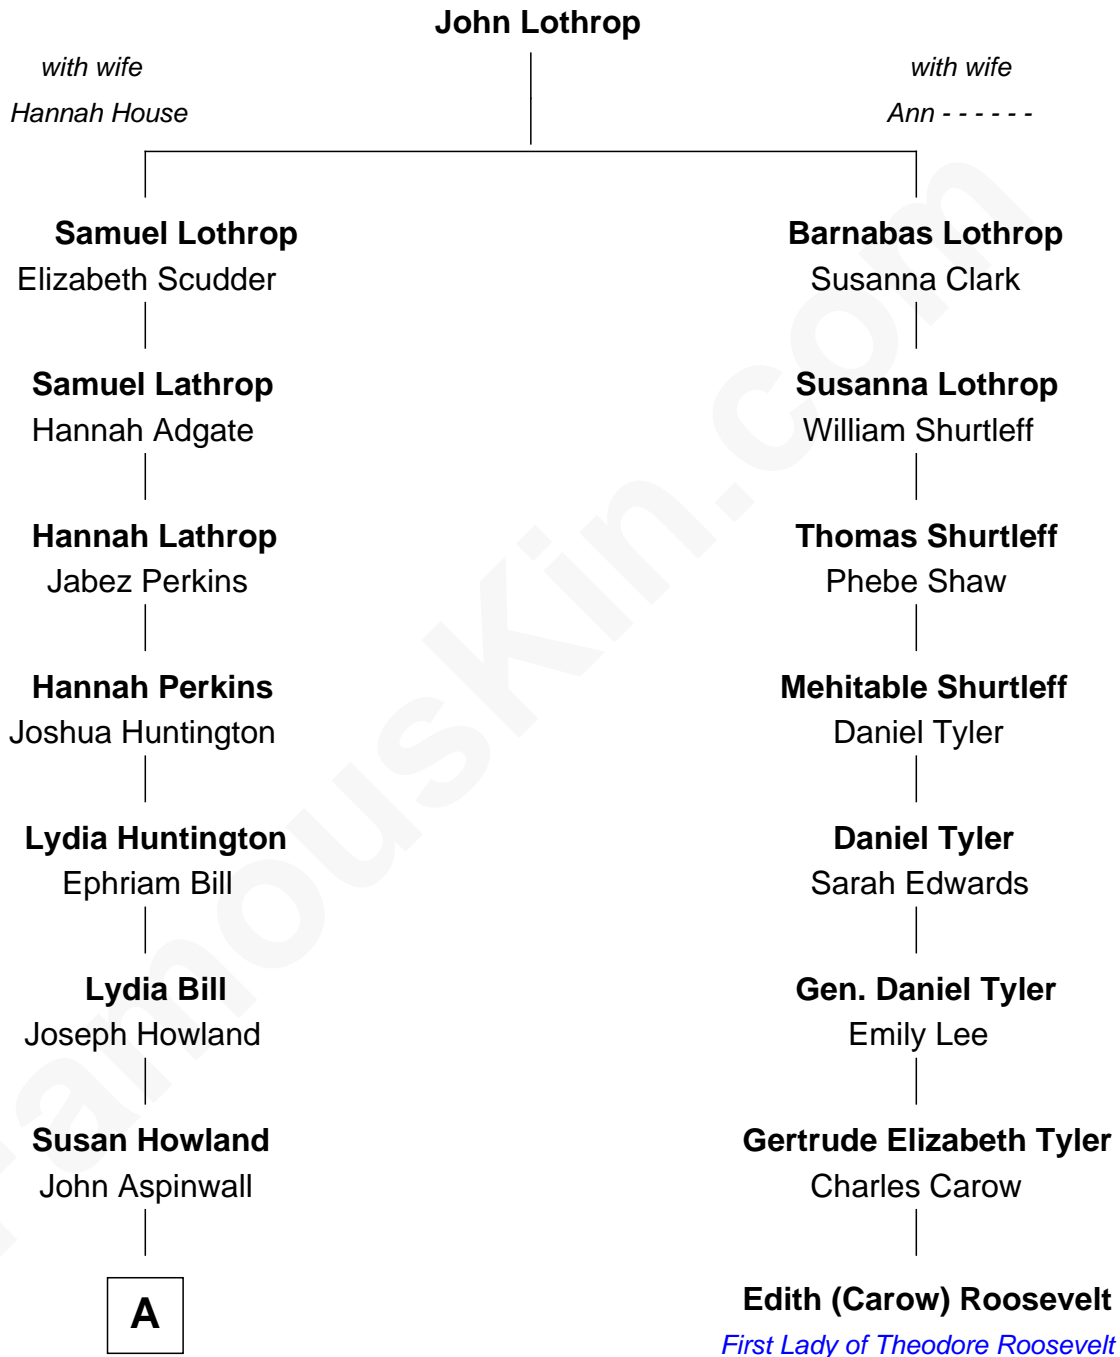 John Lothrop
with wife
Hannah House
with wife
Ann - - - - - -
Samuel Lothrop
Elizabeth Scudder
Samuel Lathrop
Hannah Adgate
Hannah Lathrop
Jabez Perkins
Hannah Perkins
Joshua Huntington
Lydia Huntington
Ephriam Bill
Lydia Bill
Joseph Howland
Susan Howland
John Aspinwall
A
Barnabas Lothrop
Susanna Clark
Susanna Lothrop
William Shurtleff
Thomas Shurtleff
Phebe Shaw
Mehitable Shurtleff
Daniel Tyler
Daniel Tyler
Sarah Edwards
Gen. Daniel Tyler
Emily Lee
Gertrude Elizabeth Tyler
Charles Carow
Edith (Carow) Roosevelt
First Lady of Theodore Roosevelt
FamousKin.com